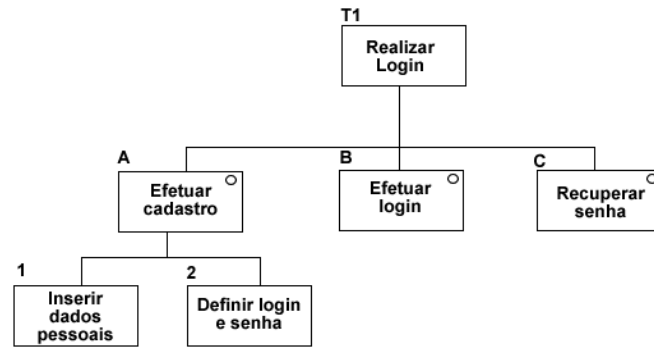 T1
Realizar
Login
A
Efetuar
cadastro
B
Efetuar
login
C
Recuperar
senha
1
Inserir
dados
pessoais
2
Definir login
e senha